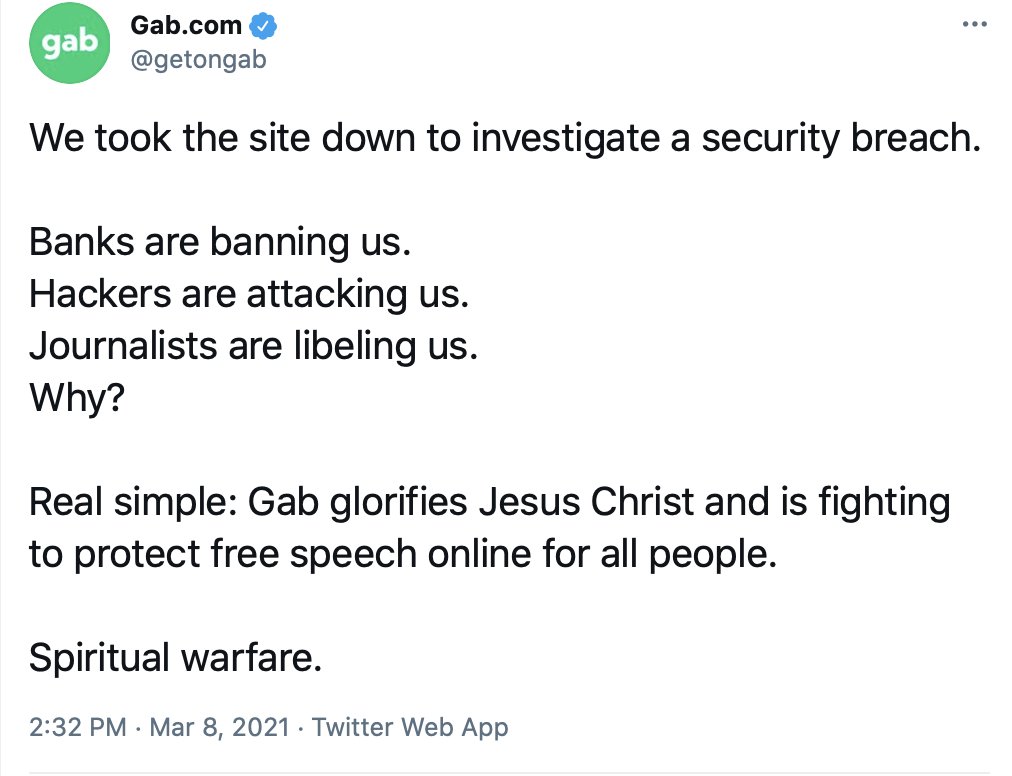 gab
Gab.com
@getongab
We took the site down to investigate a security breach.
Banks are banning us.
Hackers are attacking us.
Journalists are libeling us.
Why?
Real simple: Gab glorifies Jesus Christ and is fighting
to protect free speech online for all people.
Spiritual warfare.
2:32 PM · Mar 8, 2021 · Twitter Web App